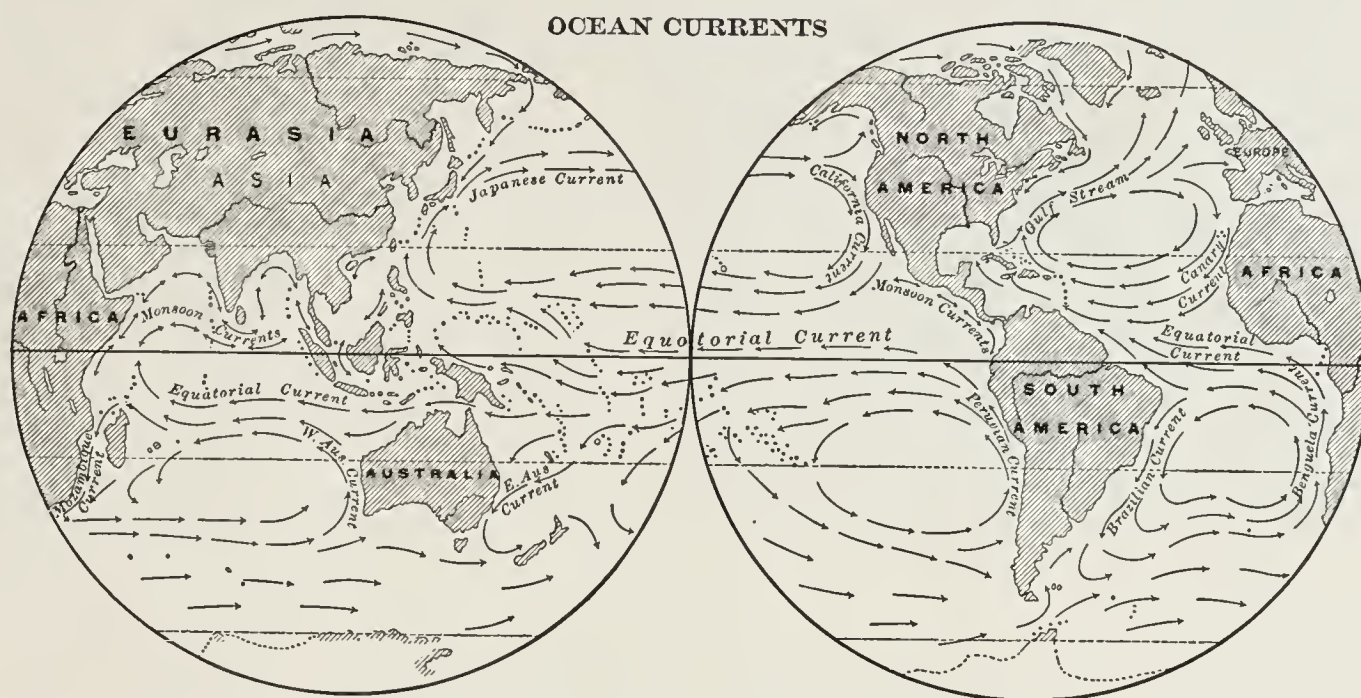 OCEAN CURRENTS
EURASIA
ASIA
Japanese Current
AFRICA
Monsoon
Currents
Equatorial Current
Equatorial Current
W. Aus. Current
AUSTRALIA
E. Aus.
Current
Mozambique
Current
NORTH
AMERICA
EUROPE
California
Current
Gulf Stream
Canary
Current
AFRICA
Monsoon Currents
Equatorial
Current
SOUTH
AMERICA
Peruvian Current
Brazilian Current
Benguela Current